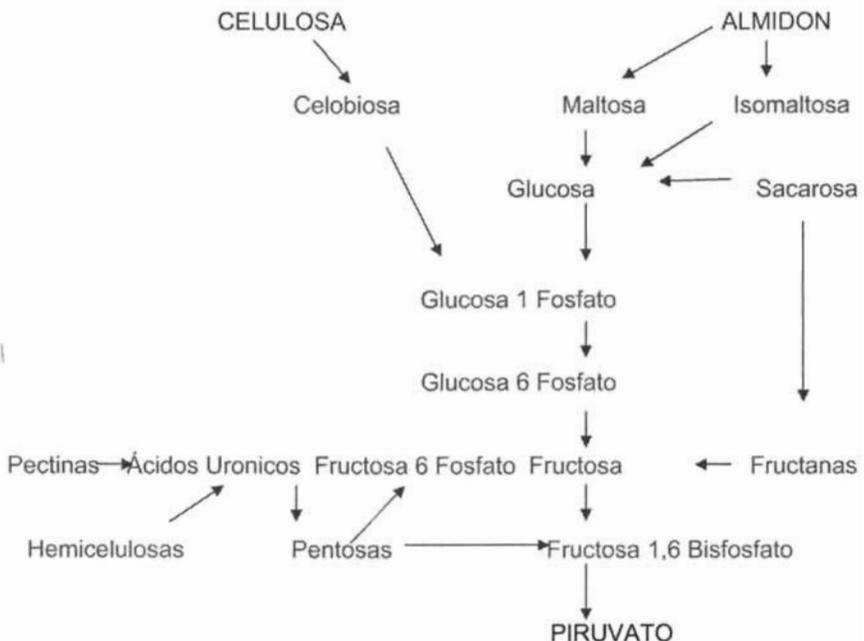 CELULOSA ALMIDON
Celobiosa Maltosa Isomaltosa
Glucosa Sacarosa
Glucosa 1 Fosfato
Glucosa 6 Fosfato
Pectinas Ácidos Uronicos Fructosa 6 Fosfato Fructosa Fructanas
Hemicelulosas Pentosas Fructosa 1,6 Bisfosfato
PIRUVATO